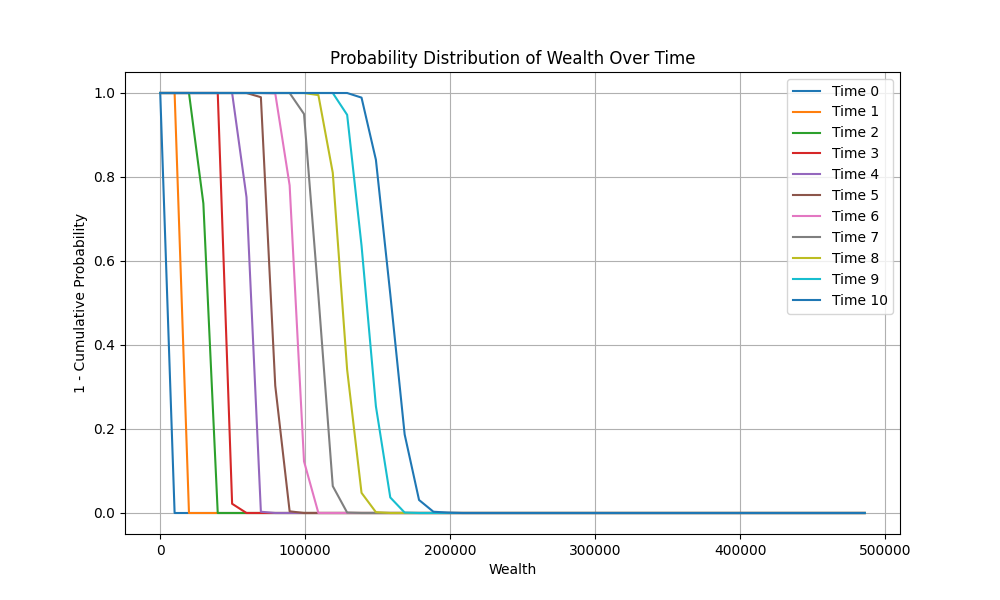 Probability Distribution of Wealth Over Time
1.0
0.8
0.6
0.4
0.2
0.0
1 - Cumulative Probability
0
100000
200000
300000
400000
500000
Wealth
Time 0
Time 1
Time 2
Time 3
Time 4
Time 5
Time 6
Time 7
Time 8
Time 9
Time 10